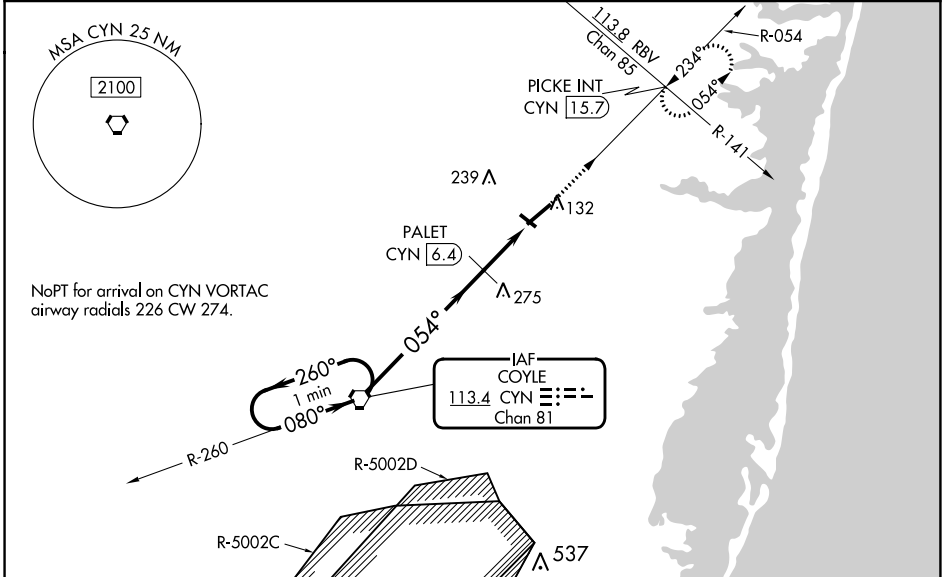 MSA CYN 25 NM
2100
113.8 RBV
Chan 85
R-054
234°
054°
PICKE INT
CYN 15.7
R-141
239
132
PALET
CYN 6.4
275
NoPT for arrival on CYN VORTAC
airway radials 226 CW 274.
054°
260°
1 min
080°
IAF
COYLE
113.4 CYN
Chan 81
R-260
R-5002D
R-5002C
537